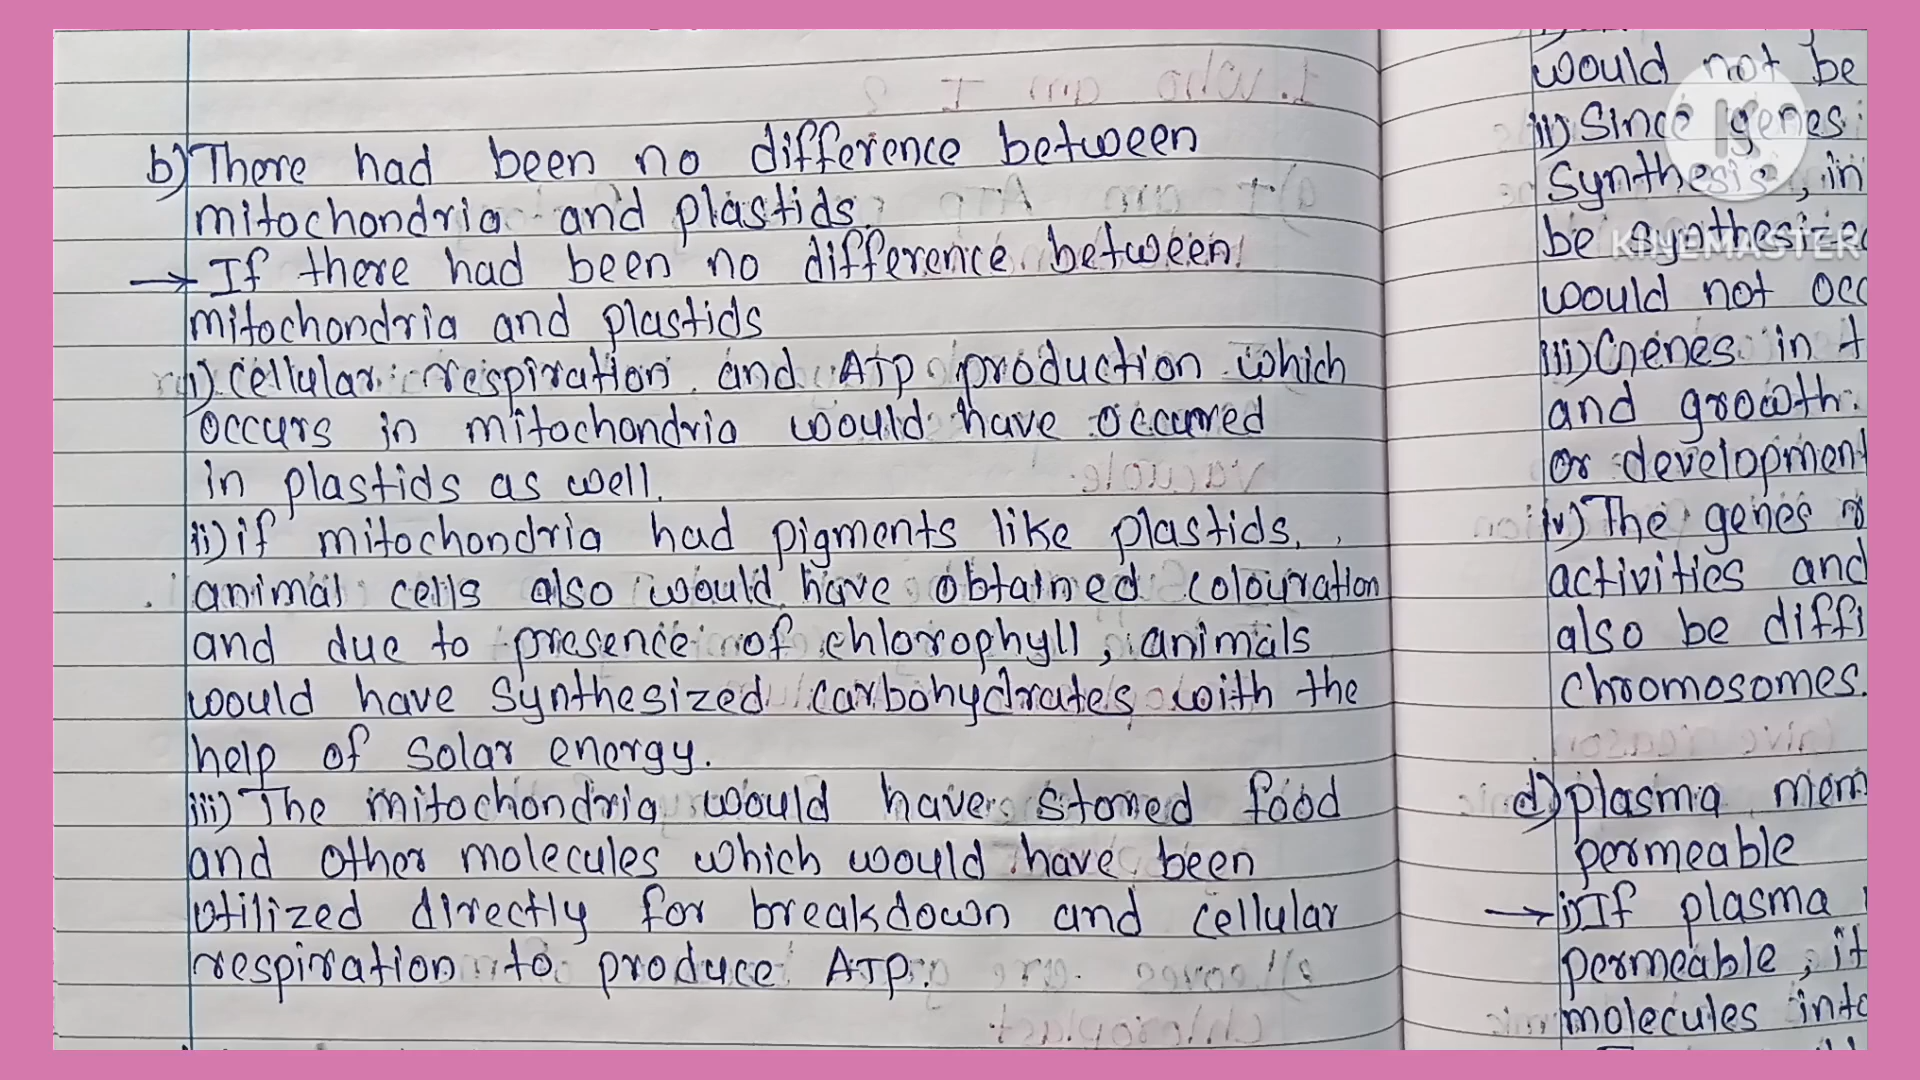 b) There had been no difference between
mitochondria and plastids.
→ If there had been no difference between
mitochondria and plastids
i) cellular respiration and ATP production which
occurs in mitochondria would have occurred
in plastids as well.
ii) if mitochondria had pigments like plastids,
animal cells also would have obtained colouration
and due to presence of chlorophyll, animals
would have synthesized carbohydrates with the
help of solar energy.
iii) The mitochondria would have stored food
and other molecules which would have been
utilized directly for breakdown and cellular
respiration to produce ATP.
would not be
ii) Since genes
synthesis, in
be synthesized
would not occ
iii) Genes in t
and growth.
or development
iv) The genes
activities and
also be diffi
chromosomes.
d) plasma mem
permeable
→ i) If plasma
permeable, it
molecules into
KINEMASTER